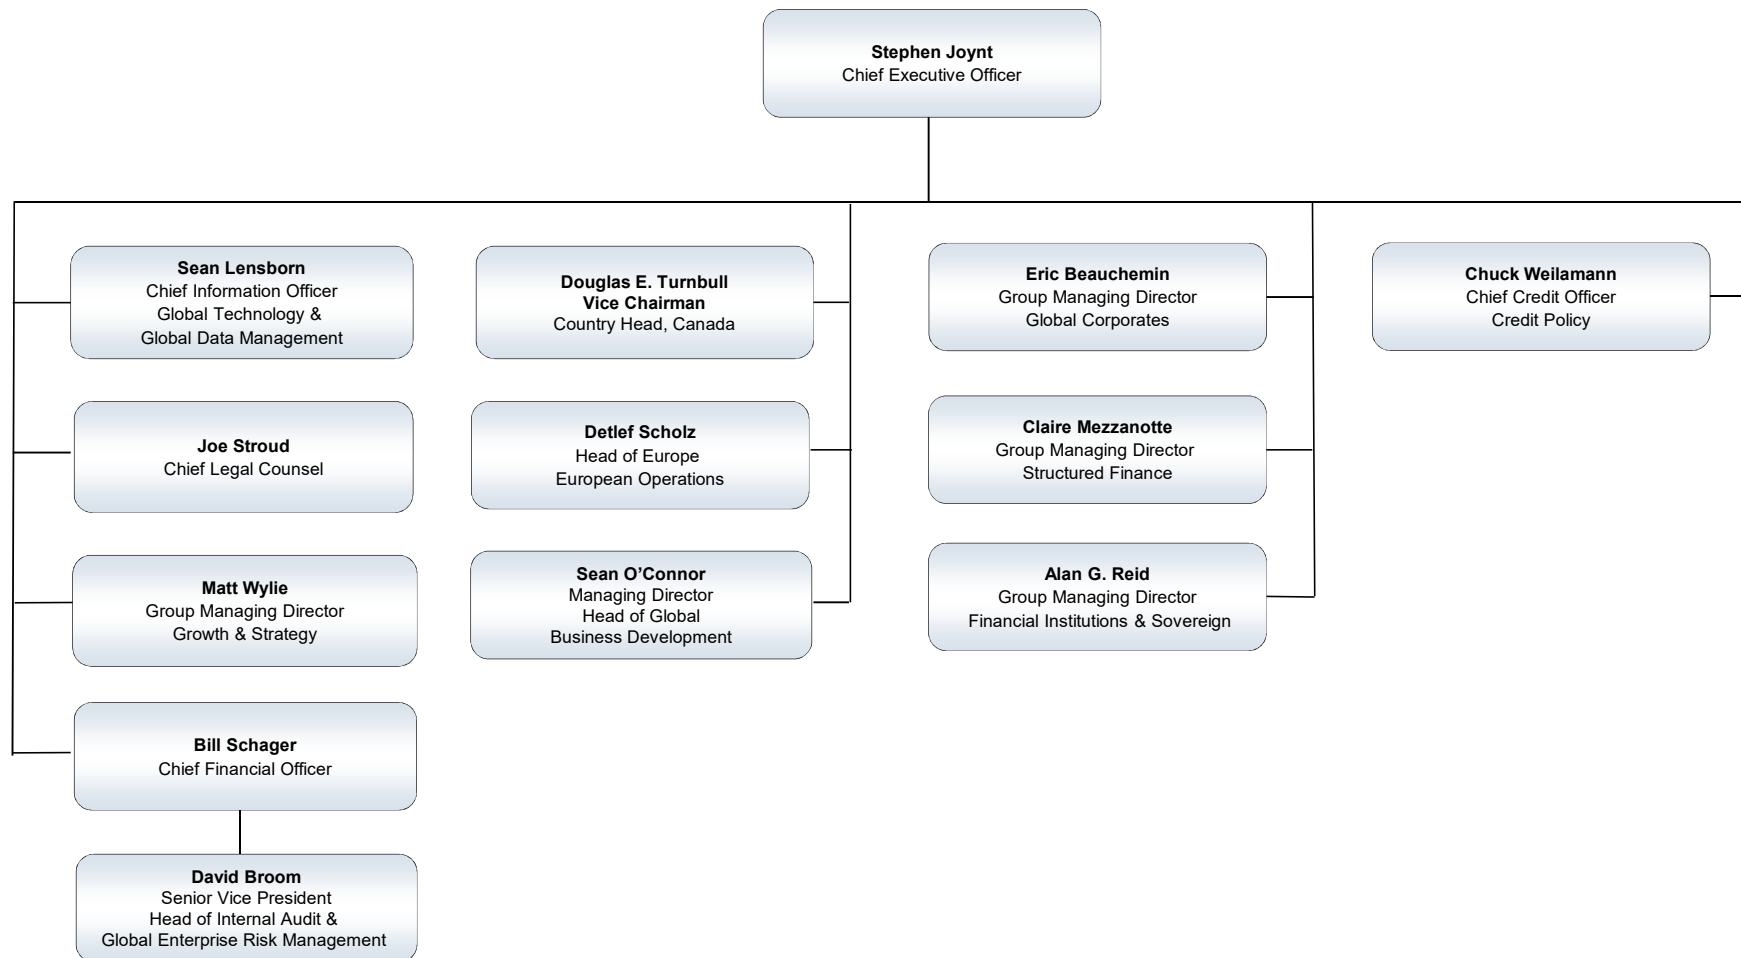 Stephen Joynt
Chief Executive Officer
Sean Lensborn
Chief Information Officer
Global Technology &
Global Data Management
Douglas E. Turnbull
Vice Chairman
Country Head, Canada
Eric Beauchemin
Group Managing Director
Global Corporates
Chuck Weilamann
Chief Credit Officer
Credit Policy
Joe Stroud
Chief Legal Counsel
Detlef Scholz
Head of Europe
European Operations
Claire Mezzanotte
Group Managing Director
Structured Finance
Matt Wylie
Group Managing Director
Growth & Strategy
Sean O’Connor
Managing Director
Head of Global
Business Development
Alan G. Reid
Group Managing Director
Financial Institutions & Sovereign
Bill Schager
Chief Financial Officer
David Broom
Senior Vice President
Head of Internal Audit &
Global Enterprise Risk Management